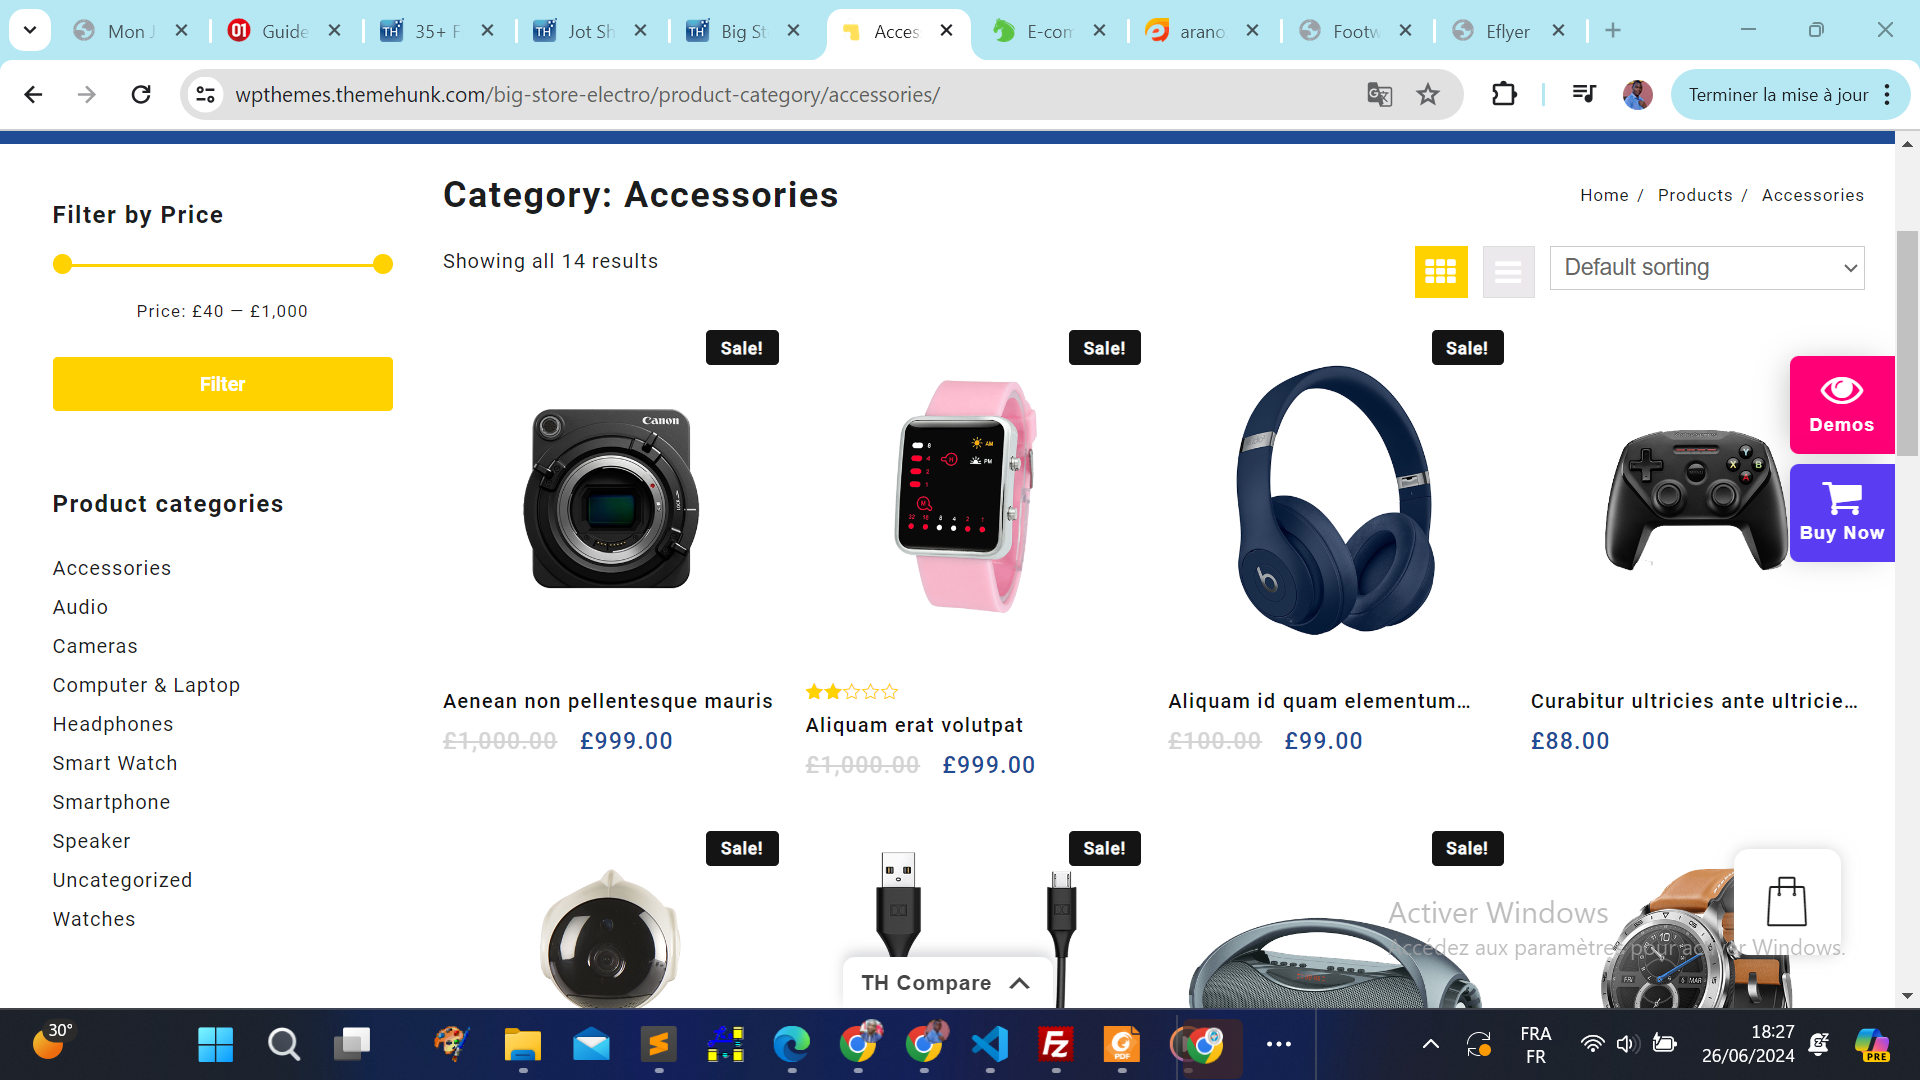 Mon J
Guide
35+ F
Jot Sh
Big St
Acces
E-com
arano
Footw
Eflyer
wpthemes.themehunk.com/big-store-electro/product-category/accessories/
Terminer la mise à jour
Filter by Price
Price: £40 — £1,000
Filter
Product categories
Accessories
Audio
Cameras
Computer & Laptop
Headphones
Smart Watch
Smartphone
Speaker
Uncategorized
Watches
Category: Accessories
Home / Products / Accessories
Showing all 14 results
Default sorting
Sale!
Sale!
Sale!
Canon
Demos
Buy Now
Aenean non pellentesque mauris
£1,000.00 £999.00
Aliquam erat volutpat
£1,000.00 £999.00
Aliquam id quam elementum...
£100.00 £99.00
Curabitur ultricies ante ultricie...
£88.00
Sale!
Sale!
Sale!
TH Compare
Activer Windows
Accédez aux paramètres pour activer Windows.
30°
FRA
FR
18:27
26/06/2024
PDF
PRE